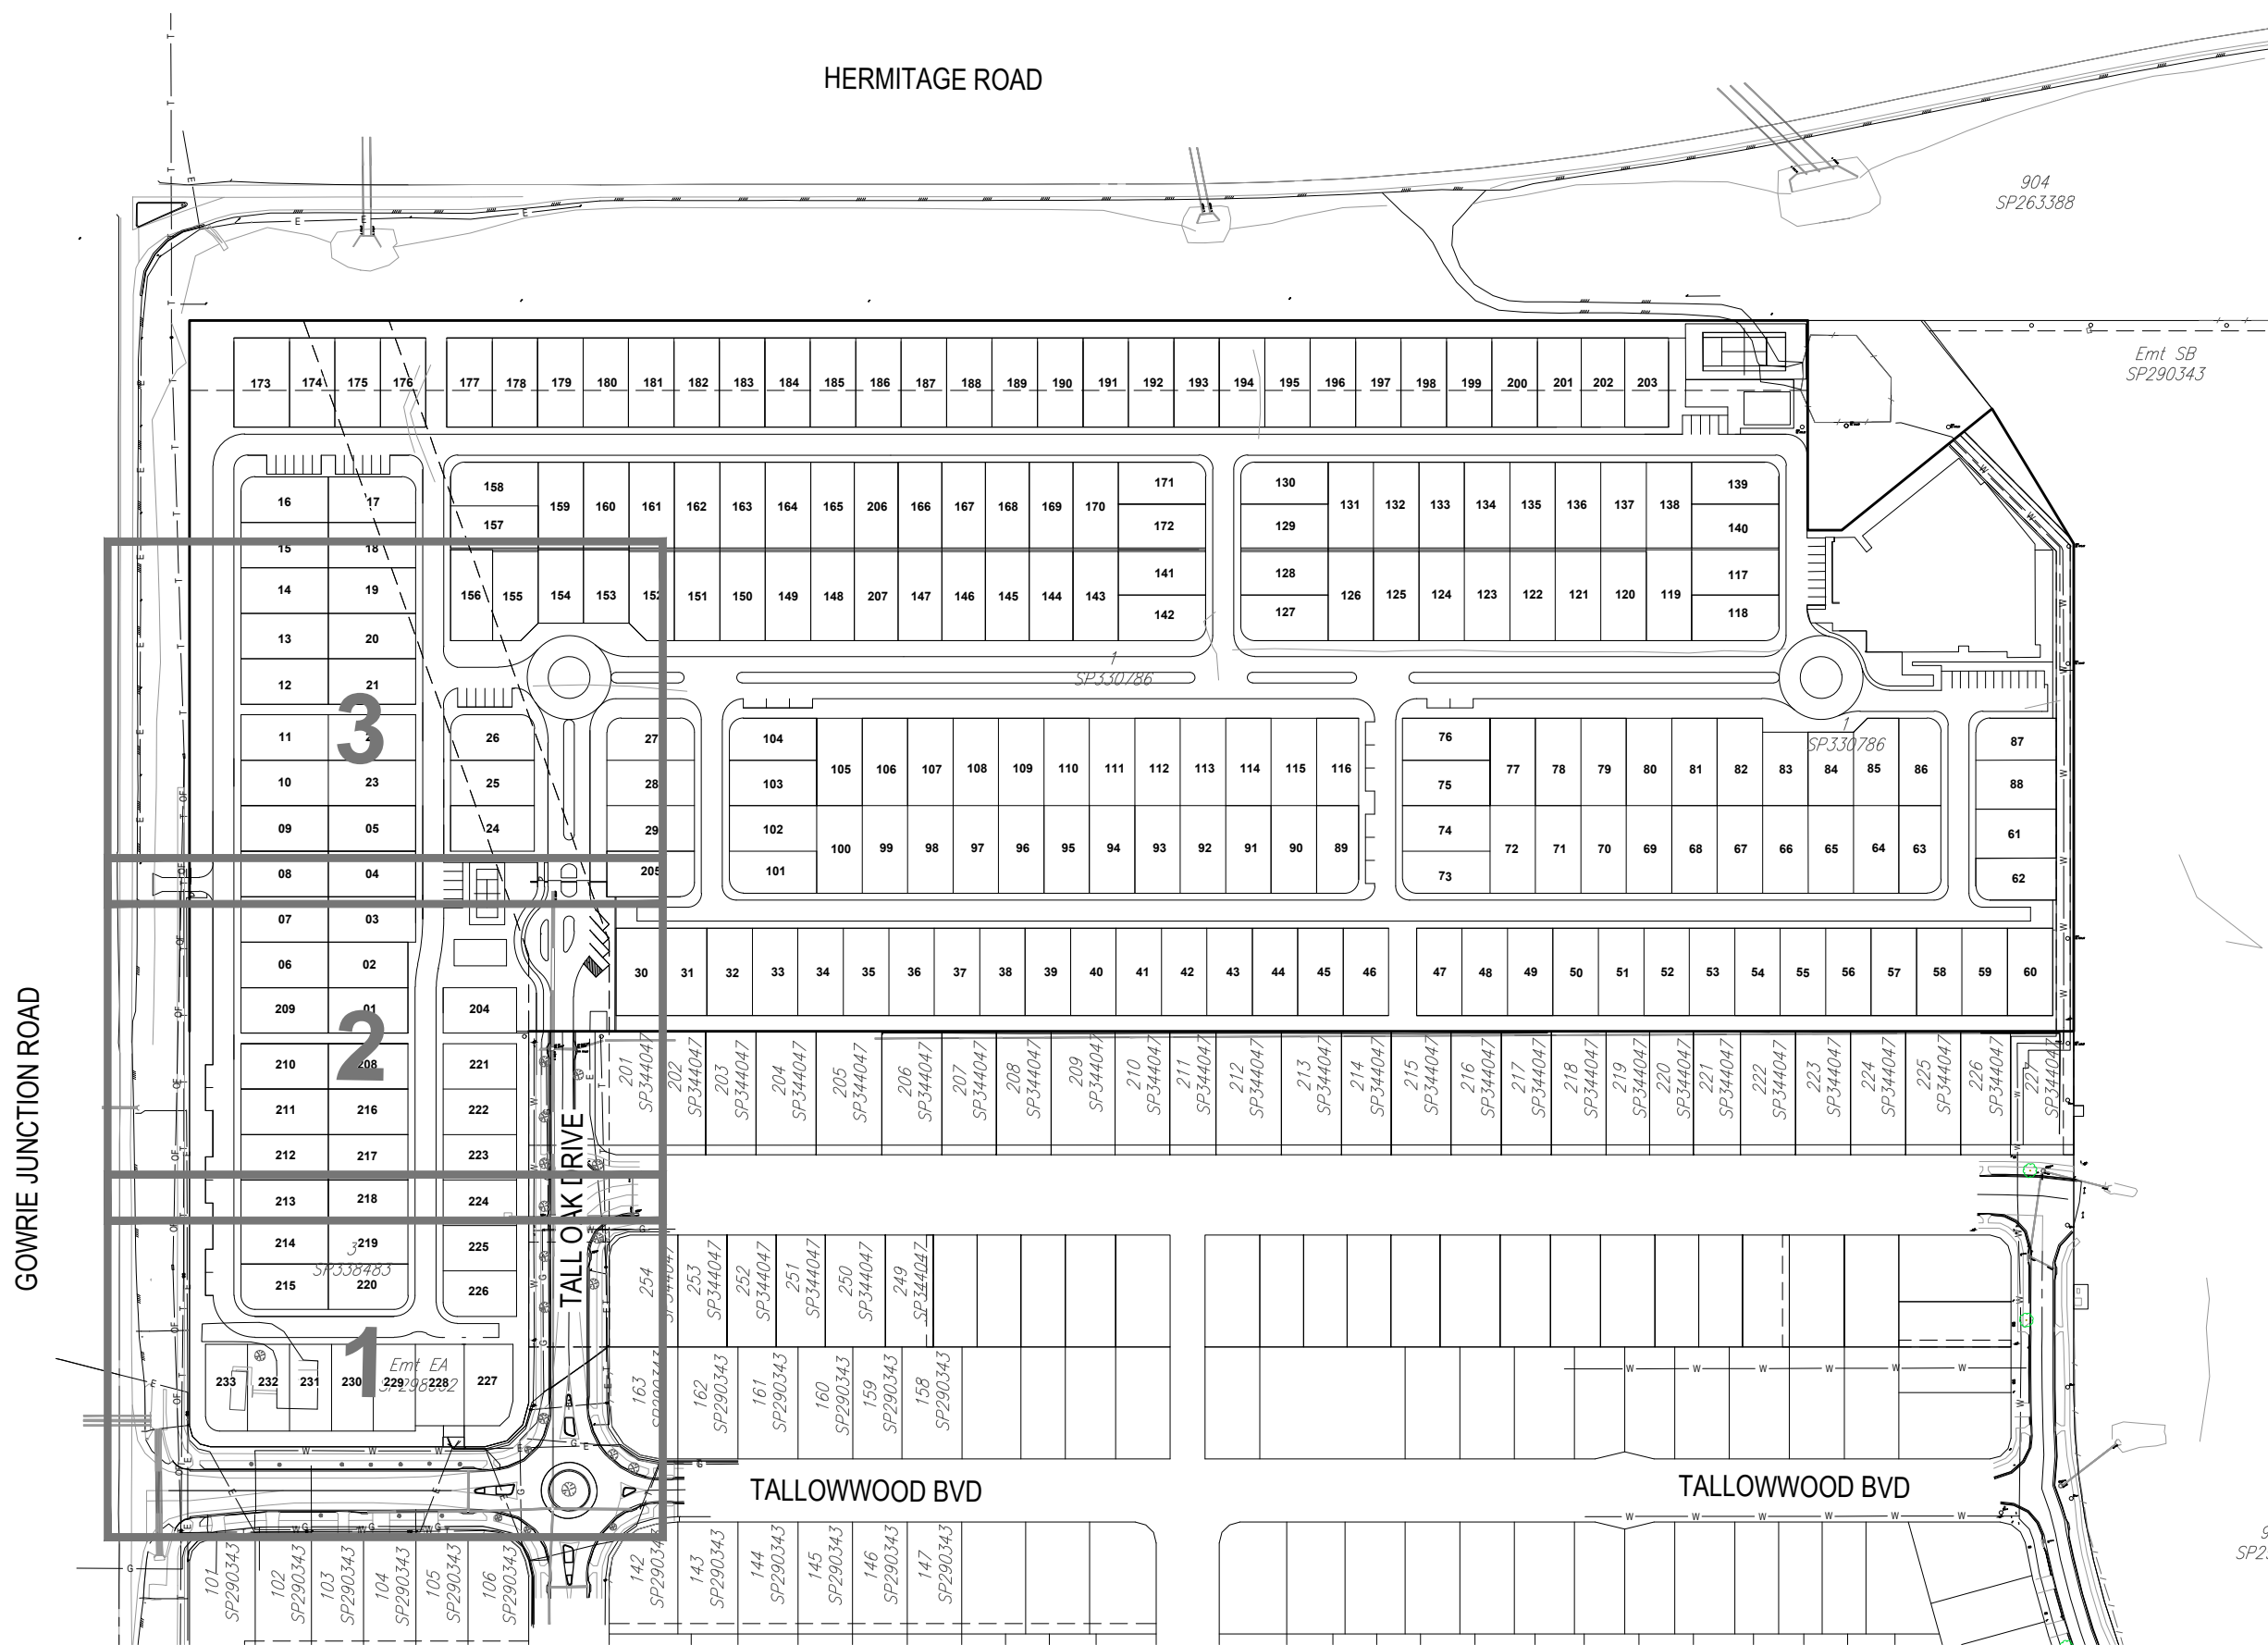 HERMITAGE ROAD
904
SP263388
Emt SB
SP290343
173 174 175 176 177 178 179 180 181 182 183 184 185 186 187 188 189 190 191 192 193 194 195 196 197 198 199 200 201 202 203
16 17
158
157
159 160 161 162 163 164 165 206 166 167 168 169 170
171
172
130
129
131 132 133 134 135 136 137 138
139
140
15 18
14 19
13 20
12 21
156 155 154 153 152 151 150 149 148 207 147 146 145 144 143
141
142
128
127
126 125 124 123 122 121 120 119
117
118
1
SP330786
3
11
10 23
09 05
08 04
07 03
06 02
209 01
26
25
24
27
28
29
205
104
103
102
101
105 106 107 108 109 110 111 112 113 114 115 116
100 99 98 97 96 95 94 93 92 91 90 89
76
75
74
73
77 78 79 80 81 82 83 84 85 86
1
SP330786
72 71 70 69 68 67 66 65 64 63
87
88
61
62
30 31 32 33 34 35 36 37 38 39 40 41 42 43 44 45 46 47 48 49 50 51 52 53 54 55 56 57 58 59 60
204
2
210 208
211 216
212 217
213 218
214 219
215 220
3
SP338483
221
222
223
224
225
226
GOWRIE JUNCTION ROAD
TALLOAK DRIVE
201 SP344047
202 SP344047
203 SP344047
204 SP344047
205 SP344047
206 SP344047
207 SP344047
208 SP344047
209 SP344047
210 SP344047
211 SP344047
212 SP344047
213 SP344047
214 SP344047
215 SP344047
216 SP344047
217 SP344047
218 SP344047
219 SP344047
220 SP344047
221 SP344047
222 SP344047
223 SP344047
224 SP344047
225 SP344047
226 SP344047
227 SP344047
254 SP344047
253 SP344047
252 SP344047
251 SP344047
250 SP344047
249 SP344047
1
Emt EA
233 232 231 230 229 228 227
163 SP290343
162 SP290343
161 SP290343
160 SP290343
159 SP290343
158 SP290343
TALLOWWOOD BVD
TALLOWWOOD BVD
101 SP290343
102 SP290343
103 SP290343
104 SP290343
105 SP290343
106 SP290343
142 SP290343
143 SP290343
144 SP290343
145 SP290343
146 SP290343
147 SP290343